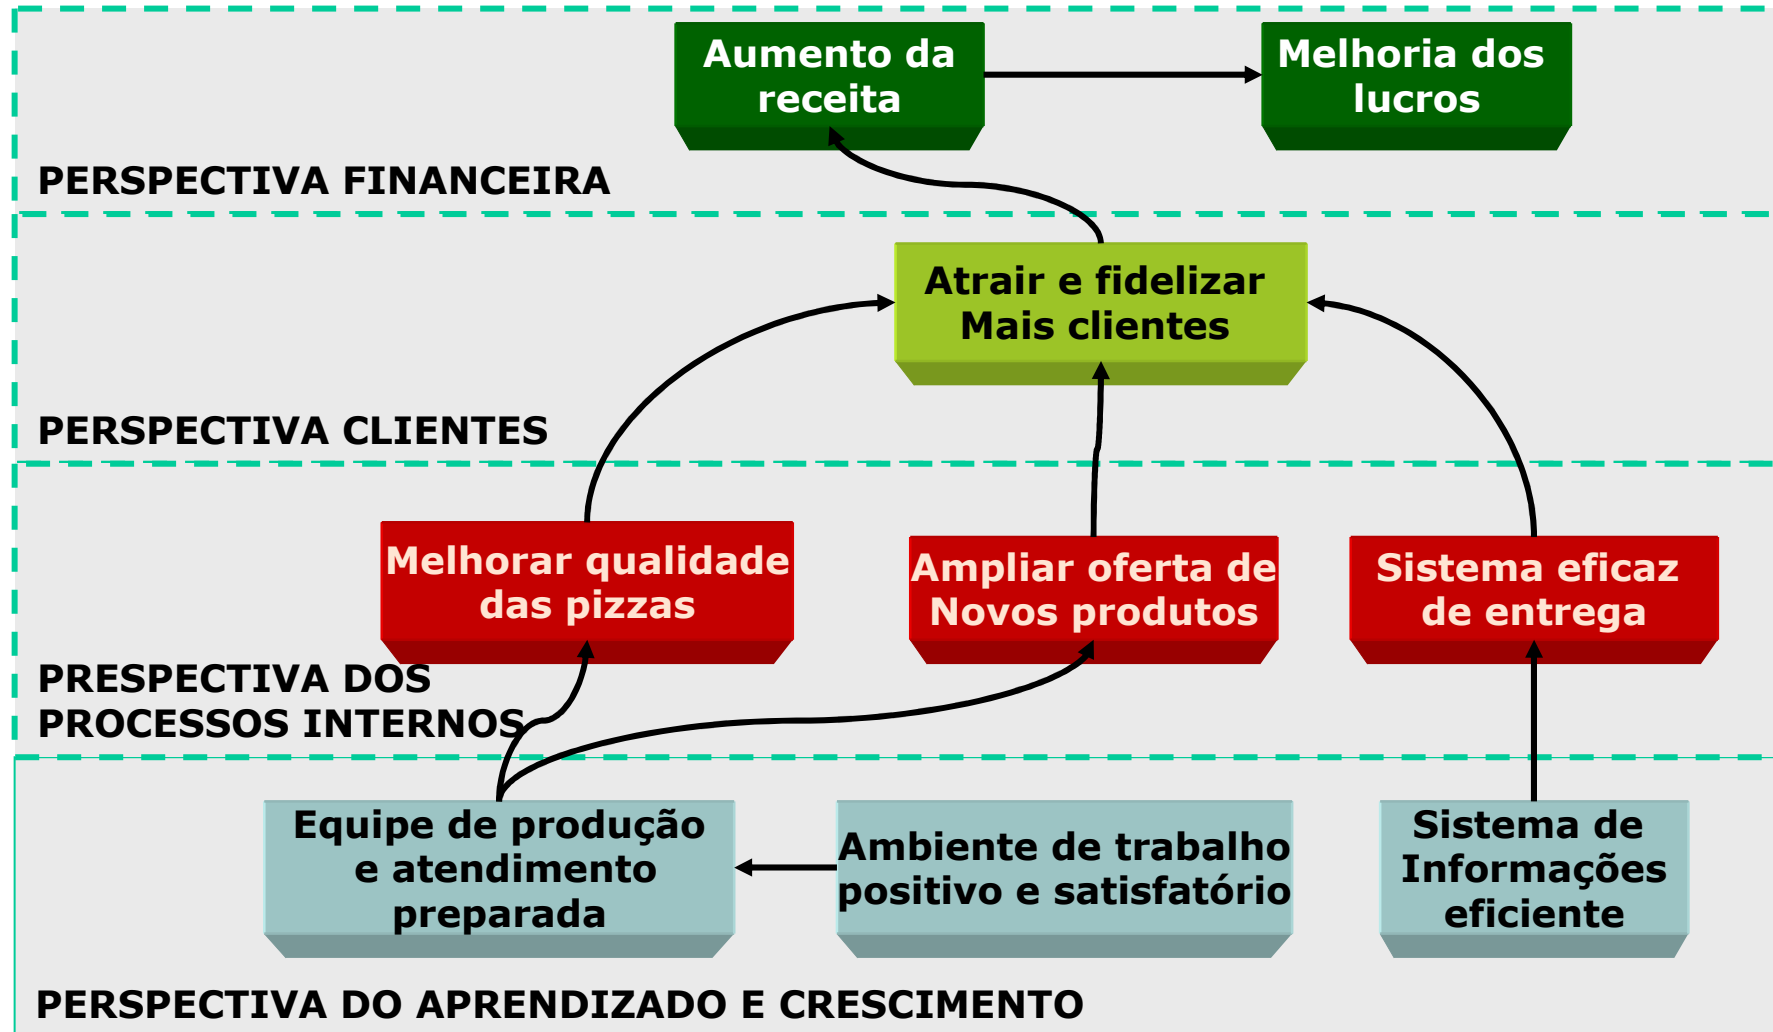 Aumento da
receita
Melhoria dos
lucros
PERSPECTIVA FINANCEIRA
Atrair e fidelizar
Mais clientes
PERSPECTIVA CLIENTES
Melhorar qualidade
das pizzas
Ampliar oferta de
Novos produtos
Sistema eficaz
de entrega
PRESPECTIVA DOS
PROCESSOS INTERNOS
Equipe de produção
e atendimento
preparada
Ambiente de trabalho
positivo e satisfatório
Sistema de
Informações
eficiente
PERSPECTIVA DO APRENDIZADO E CRESCIMENTO